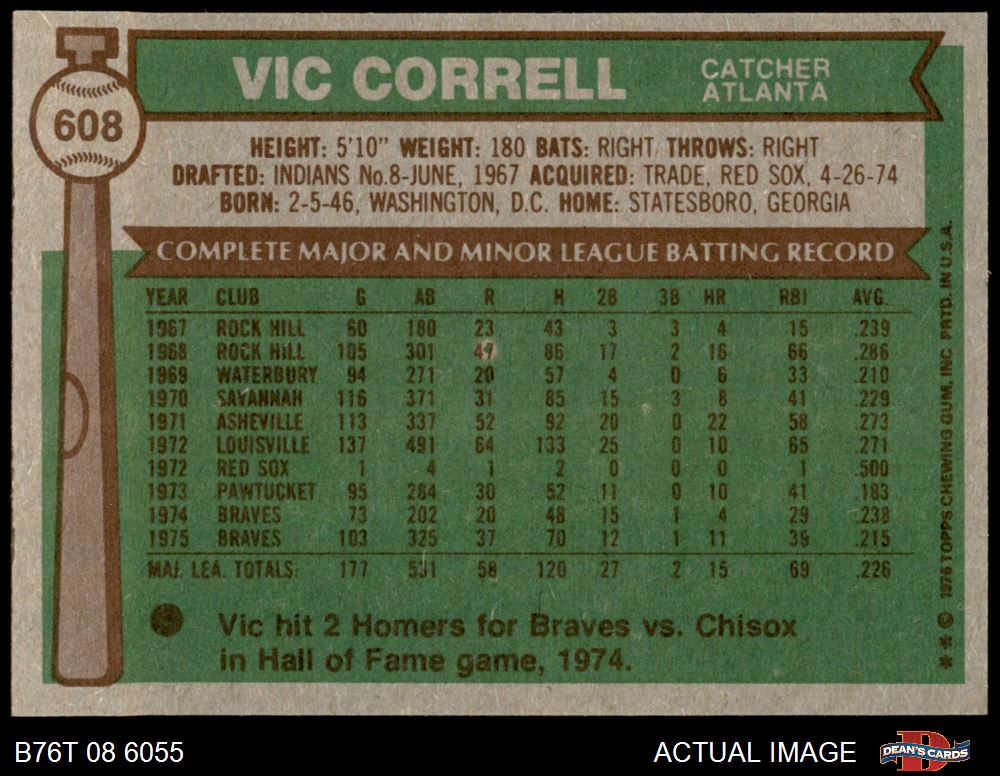 VIC CORRELL
CATCHER
ATLANTA
608
HEIGHT: 5'10" WEIGHT: 180 BATS: RIGHT THROWS: RIGHT
DRAFTED: INDIANS No.8-JUNE, 1967 ACQUIRED: TRADE, RED SOX, 4-26-74
BORN: 2-5-46, WASHINGTON, D.C. HOME: STATESBORO, GEORGIA
COMPLETE MAJOR AND MINOR LEAGUE BATTING RECORD
YEAR CLUB G AB R H 2B 3B HR RBI AVG.
1967 ROCK HILL 60 180 23 43 3 3 4 15 .239
1968 ROCK HILL 105 301 47 86 17 2 16 66 .286
1969 WATERBURY 94 271 20 57 4 0 6 33 .210
1970 SAVANNAH 116 371 31 85 15 3 8 41 .229
1971 ASHEVILLE 113 337 52 92 20 0 22 58 .273
1972 LOUISVILLE 137 491 64 133 25 0 10 65 .271
1972 RED SOX 1 4 1 2 0 0 0 1 .500
1973 PAWTUCKET 95 284 30 52 11 0 10 41 .183
1974 BRAVES 73 202 20 48 15 1 4 29 .238
1975 BRAVES 103 325 37 70 12 1 11 39 .215
MAJ. LEA. TOTALS: 177 531 58 120 27 2 15 69 .226
Vic hit 2 Homers for Braves vs. Chisox
in Hall of Fame game, 1974.
** © 1976 TOPPS CHEWING GUM, INC. PRTD. IN U.S.A.
B76T 08 6055
ACTUAL IMAGE
DEAN'S CARDS